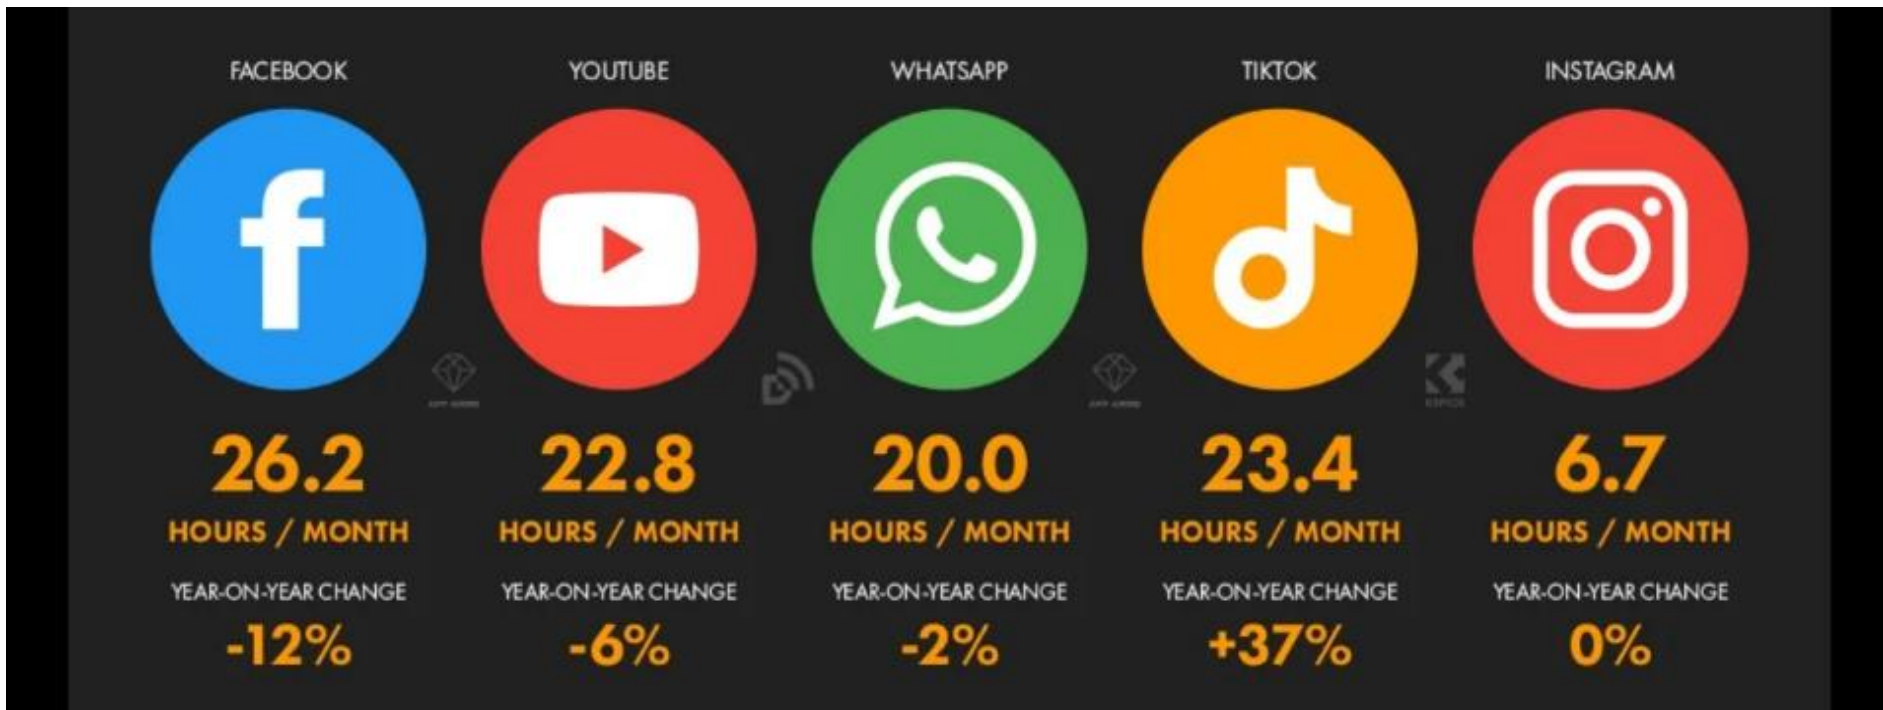 FACEBOOK
YOUTUBE
WHATSAPP
TIKTOK
INSTAGRAM
26.2
HOURS / MONTH
YEAR-ON-YEAR CHANGE
-12%
22.8
HOURS / MONTH
YEAR-ON-YEAR CHANGE
-6%
20.0
HOURS / MONTH
YEAR-ON-YEAR CHANGE
-2%
23.4
HOURS / MONTH
YEAR-ON-YEAR CHANGE
+37%
6.7
HOURS / MONTH
YEAR-ON-YEAR CHANGE
0%